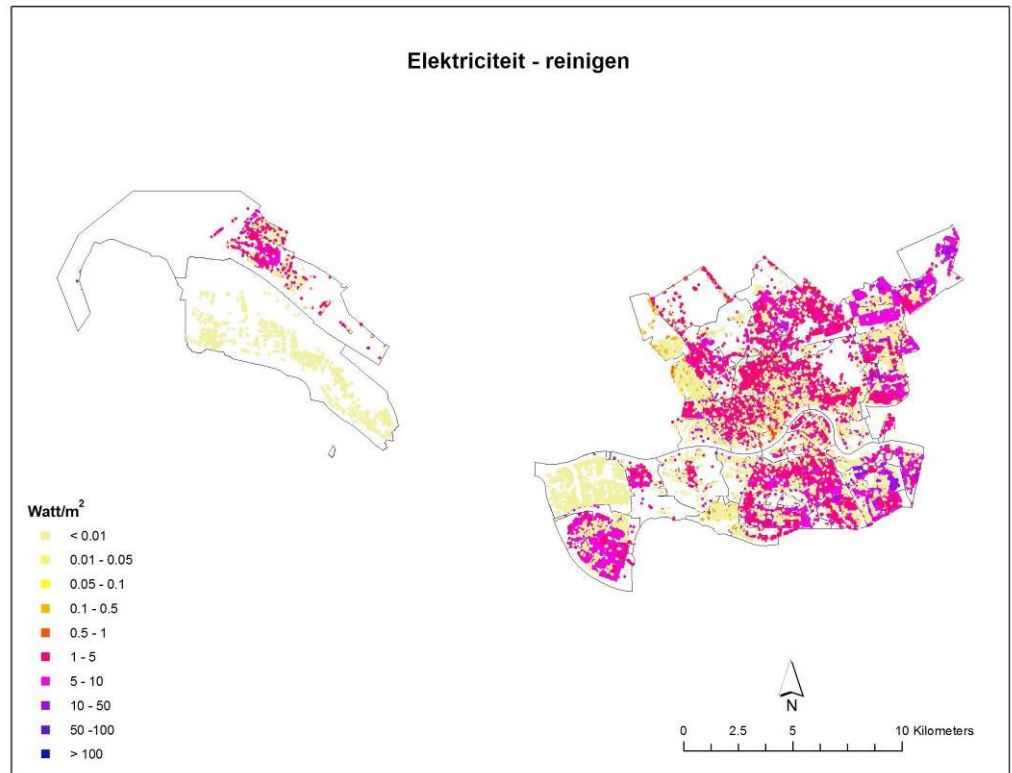 Elektriciteit - reinigen
Watt/m²
< 0.01
0.01 - 0.05
0.05 - 0.1
0.1 - 0.5
0.5 - 1
1 - 5
5 - 10
10 - 50
50 -100
> 100
N
0 2.5 5 10 Kilometers